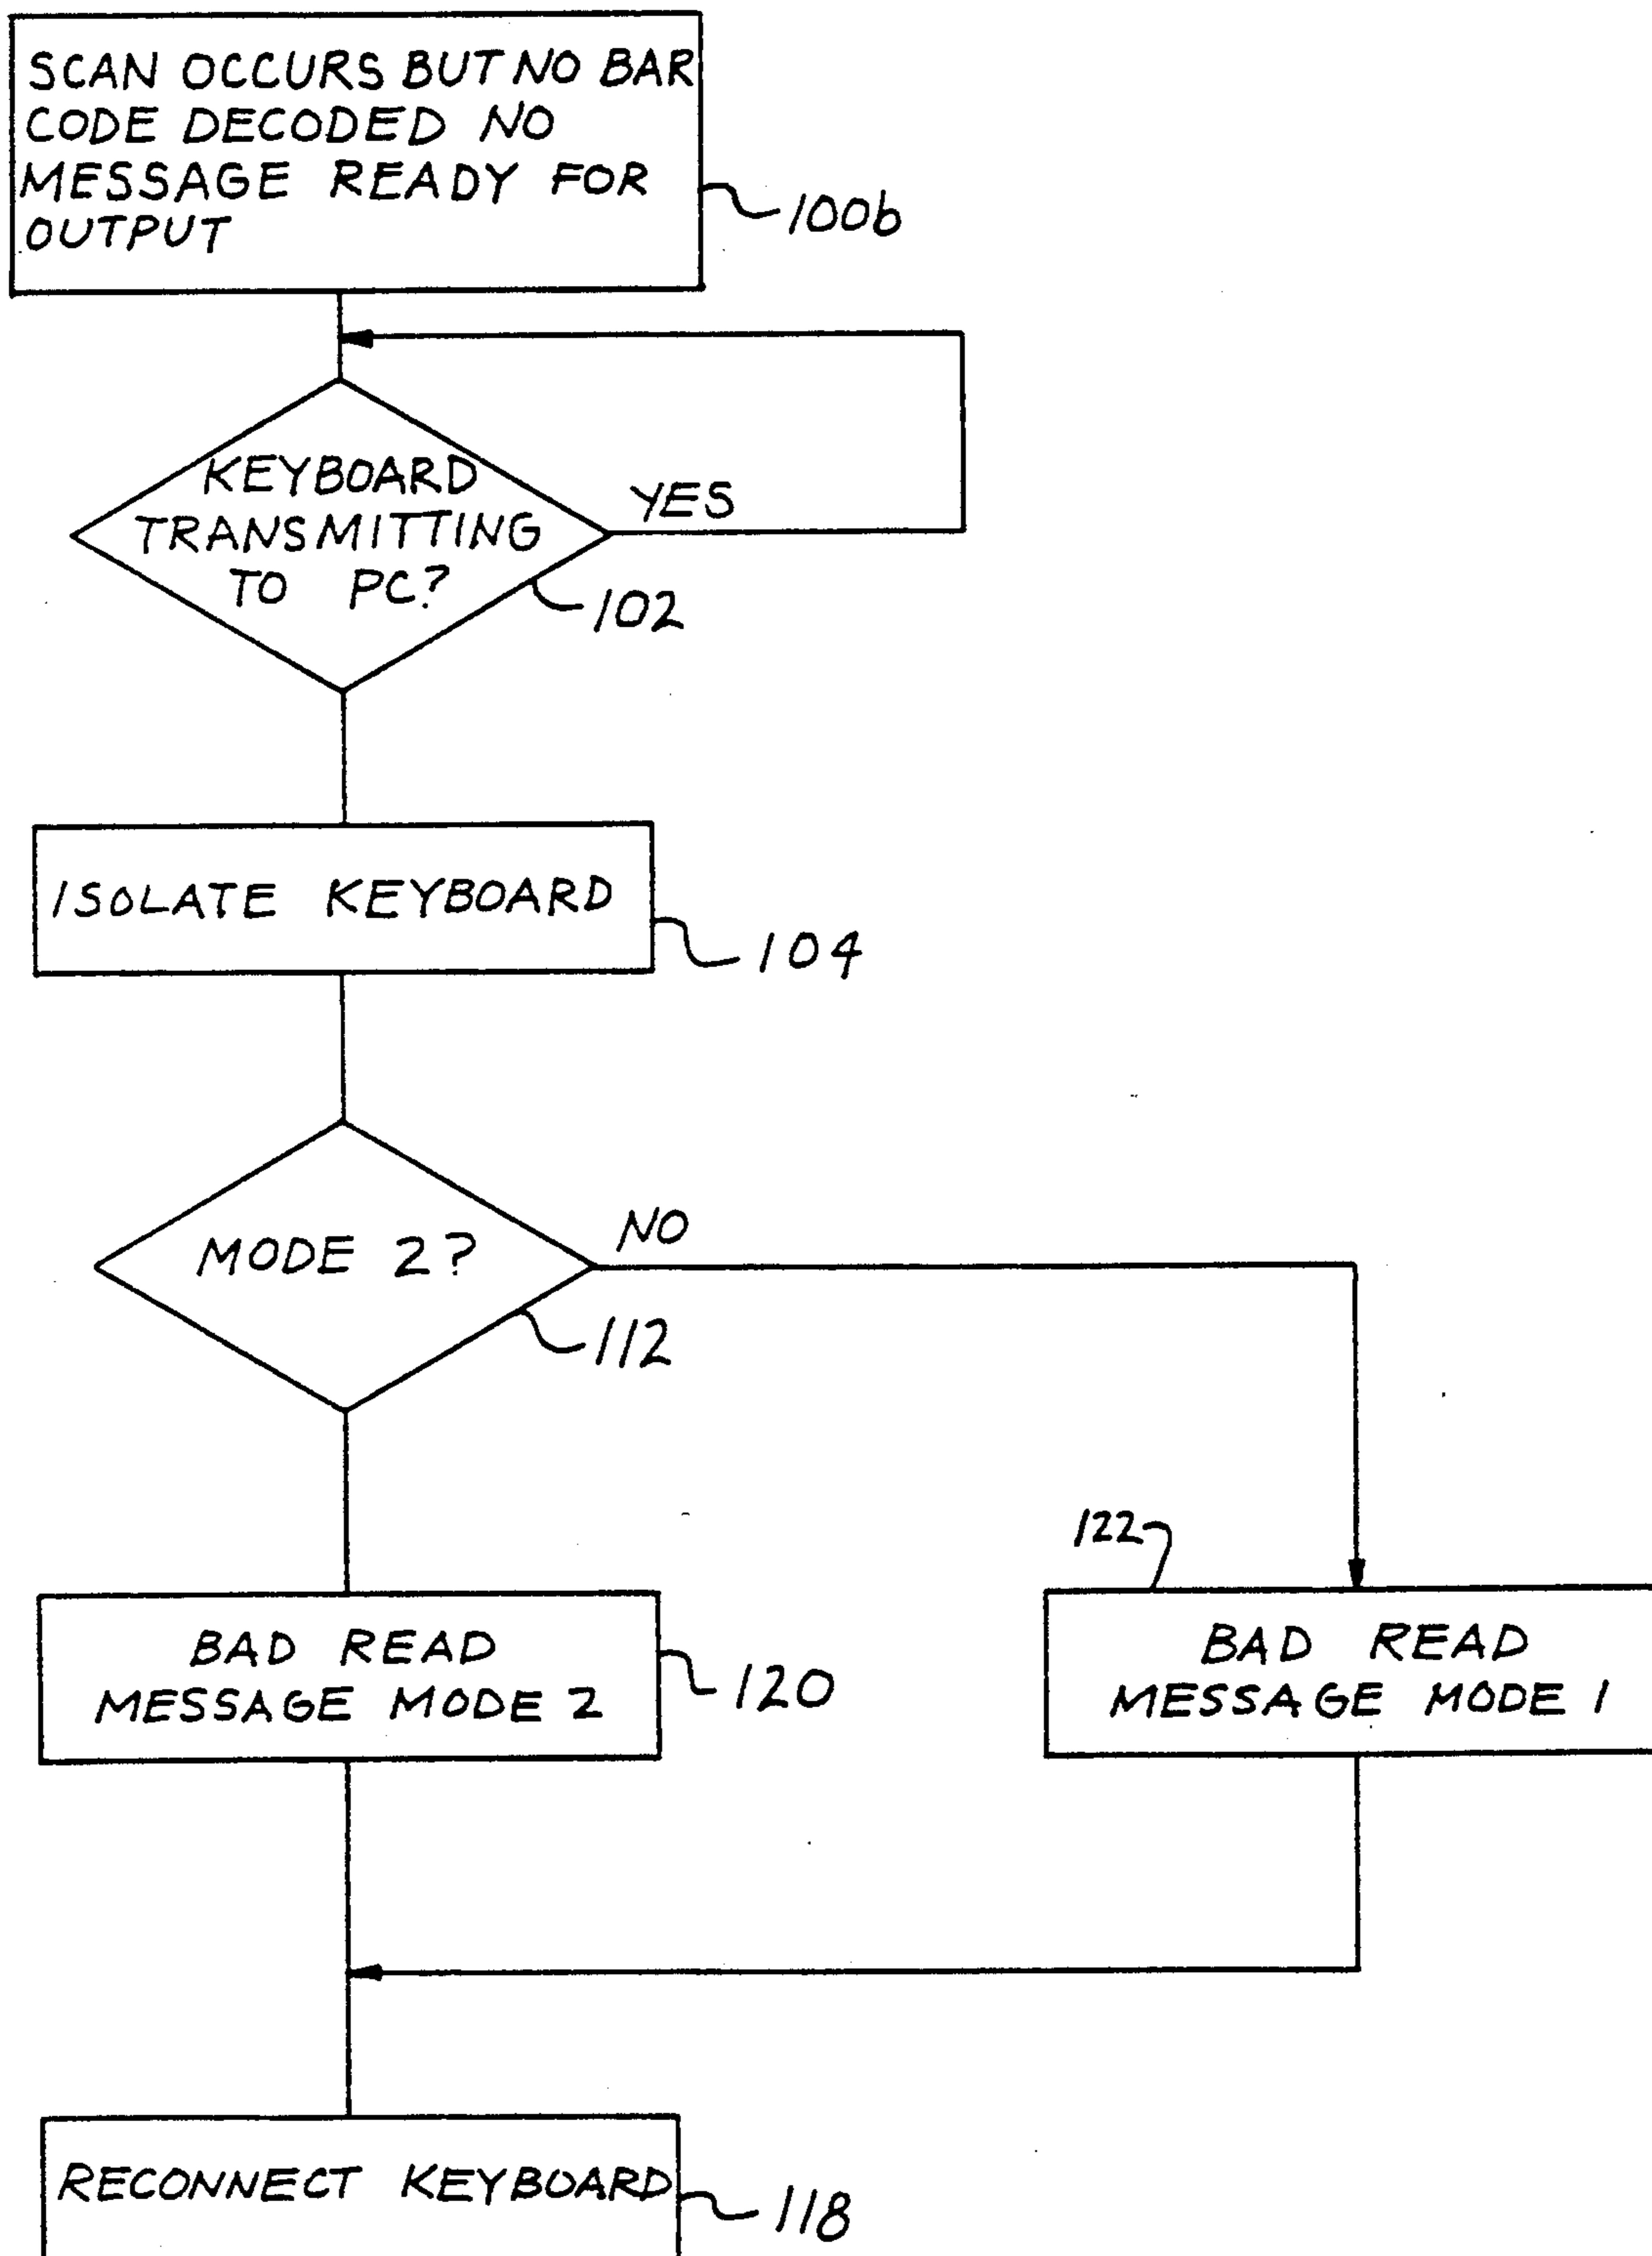 SCAN OCCURS BUT NO BAR
CODE DECODED NO
MESSAGE READY FOR
OUTPUT
100b
KEYBOARD
TRANSMITTING
TO PC?
YES
102
ISOLATE KEYBOARD
104
MODE 2?
NO
112
122
BAD READ
MESSAGE MODE 2
120
BAD READ
MESSAGE MODE 1
RECONNECT KEYBOARD
118